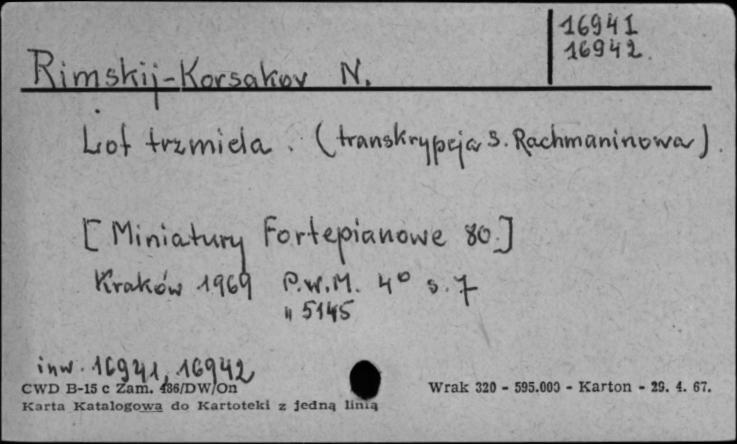 16941
16942
Rimskij-Korsakov N.
Lot trzmiela. (transkrypcja S. Rachmaninowa).
[Miniatury Fortepianowe 80.]
Kraków 1969 P.W.M. 4° s. 7
" 5145
inw. 16941, 16942
CWD B-15 c Zam. 486/DW/On Wrak 320 - 595.000 - Karton - 29. 4. 67.
Karta Katalogowa do Kartoteki z jedną linią